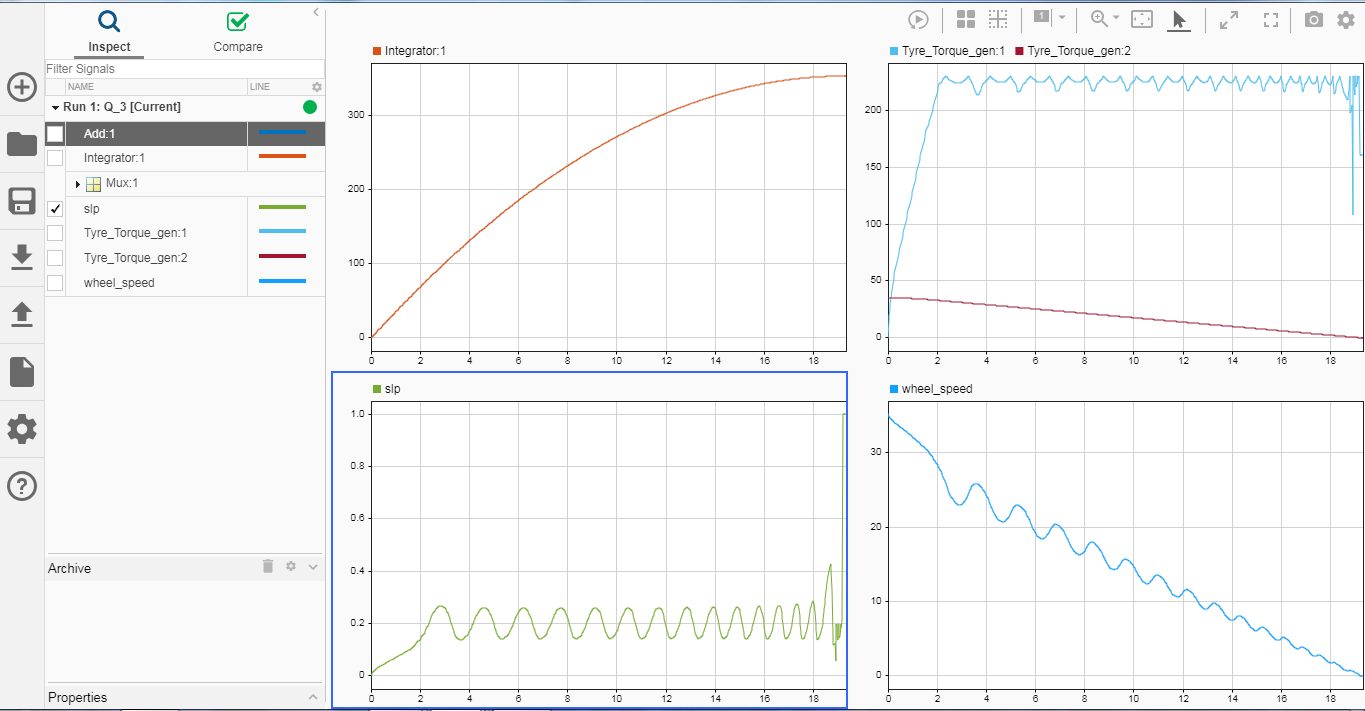 Inspect
Compare
Filter Signals
NAME
LINE
Run 1: Q_3 [Current]
Add:1
Integrator:1
Mux:1
slp
Tyre_Torque_gen:1
Tyre_Torque_gen:2
wheel_speed
Archive
Properties
1
Integrator:1
300
200
100
0
0 2 4 6 8 10 12 14 16 18
Tyre_Torque_gen:1 Tyre_Torque_gen:2
200
150
100
50
0
0 2 4 6 8 10 12 14 16 18
slp
1.0
0.8
0.6
0.4
0.2
0
0 2 4 6 8 10 12 14 16 18
wheel_speed
30
20
10
0
0 2 4 6 8 10 12 14 16 18